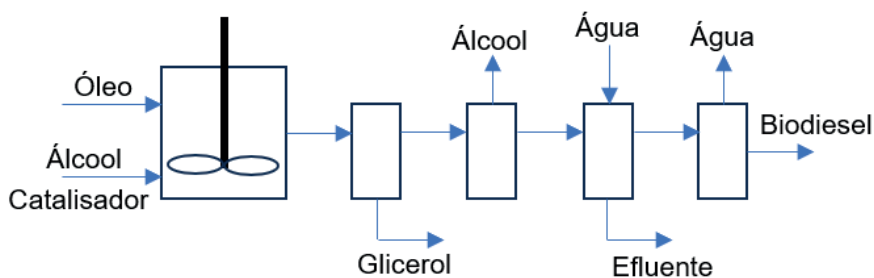 Óleo
Álcool
Catalisador
Glicerol
Álcool
Água
Efluente
Água
Biodiesel